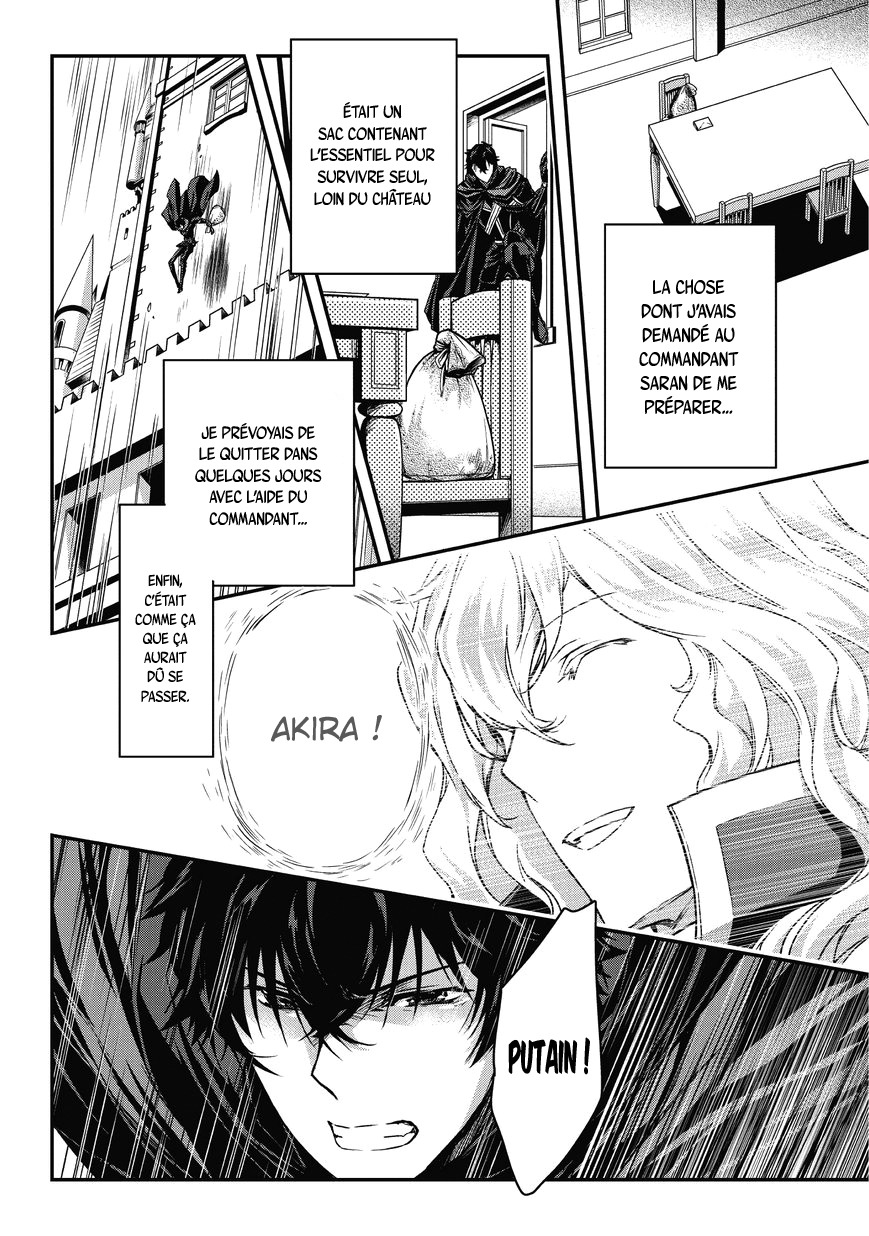 LA CHOSE
DONT J'AVAIS
DEMANDÉ AU
COMMANDANT
SARAN DE ME
PRÉPARER...
ÉTAIT UN
SAC CONTENANT
L'ESSENTIEL POUR
SURVIVRE SEUL,
LOIN DU CHÂTEAU
JE PRÉVOYAIS DE
LE QUITTER DANS
QUELQUES JOURS
AVEC L'AIDE DU
COMMANDANT...
ENFIN,
C'ÉTAIT
COMME ÇA
QUE ÇA
AURAIT
DÛ SE
PASSER.
AKIRA !
PUTAIN !